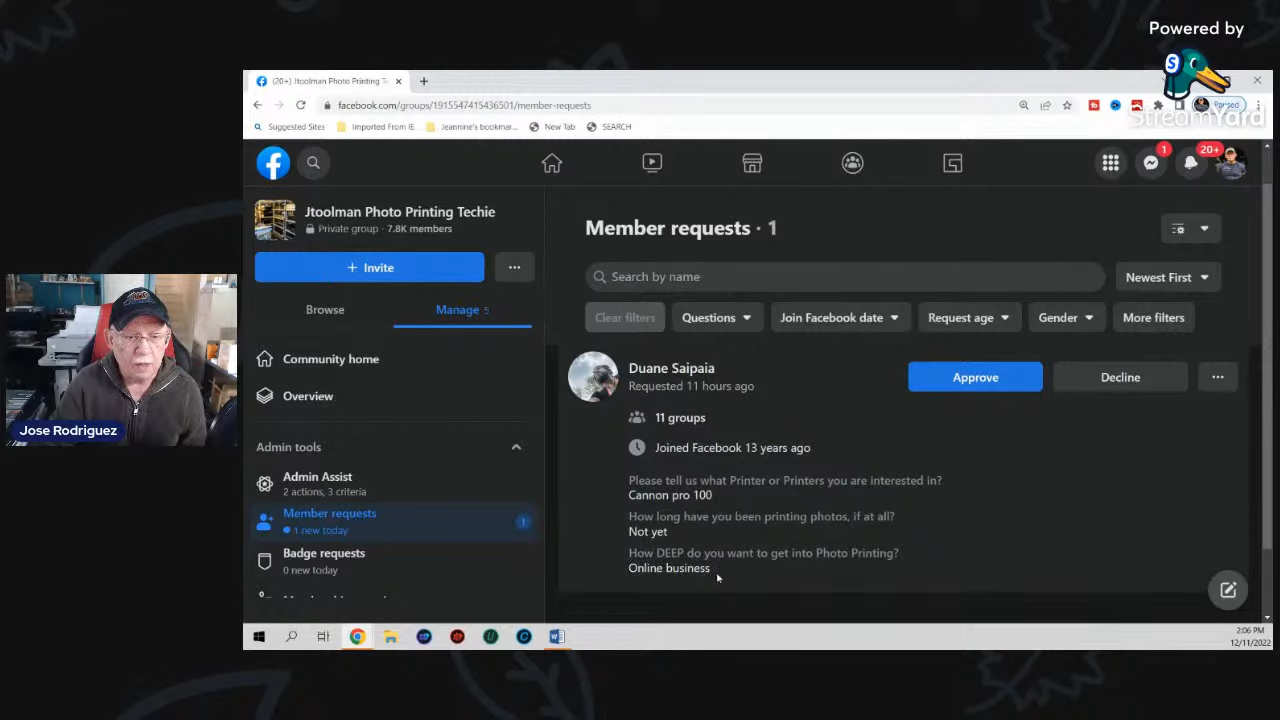 Powered by
StreamYard
(20+) Jtoolman Photo Printing Te
facebook.com/groups/1915547415436501/member-requests
Paused
Suggested Sites
Imported From IE
Jeannine's bookmar...
New Tab
SEARCH
1
20+
Jtoolman Photo Printing Techie
Private group · 7.8K members
+ Invite
Browse
Manage 5
Community home
Overview
Admin tools
Admin Assist
2 actions, 3 criteria
Member requests
1 new today
1
Badge requests
0 new today
Member requests · 1
Search by name
Newest First
Clear filters
Questions
Join Facebook date
Request age
Gender
More filters
Duane Saipaia
Requested 11 hours ago
Approve
Decline
11 groups
Joined Facebook 13 years ago
Please tell us what Printer or Printers you are interested in?
Cannon pro 100
How long have you been printing photos, if at all?
Not yet
How DEEP do you want to get into Photo Printing?
Online business
2:06 PM
12/11/2022
Jose Rodriguez